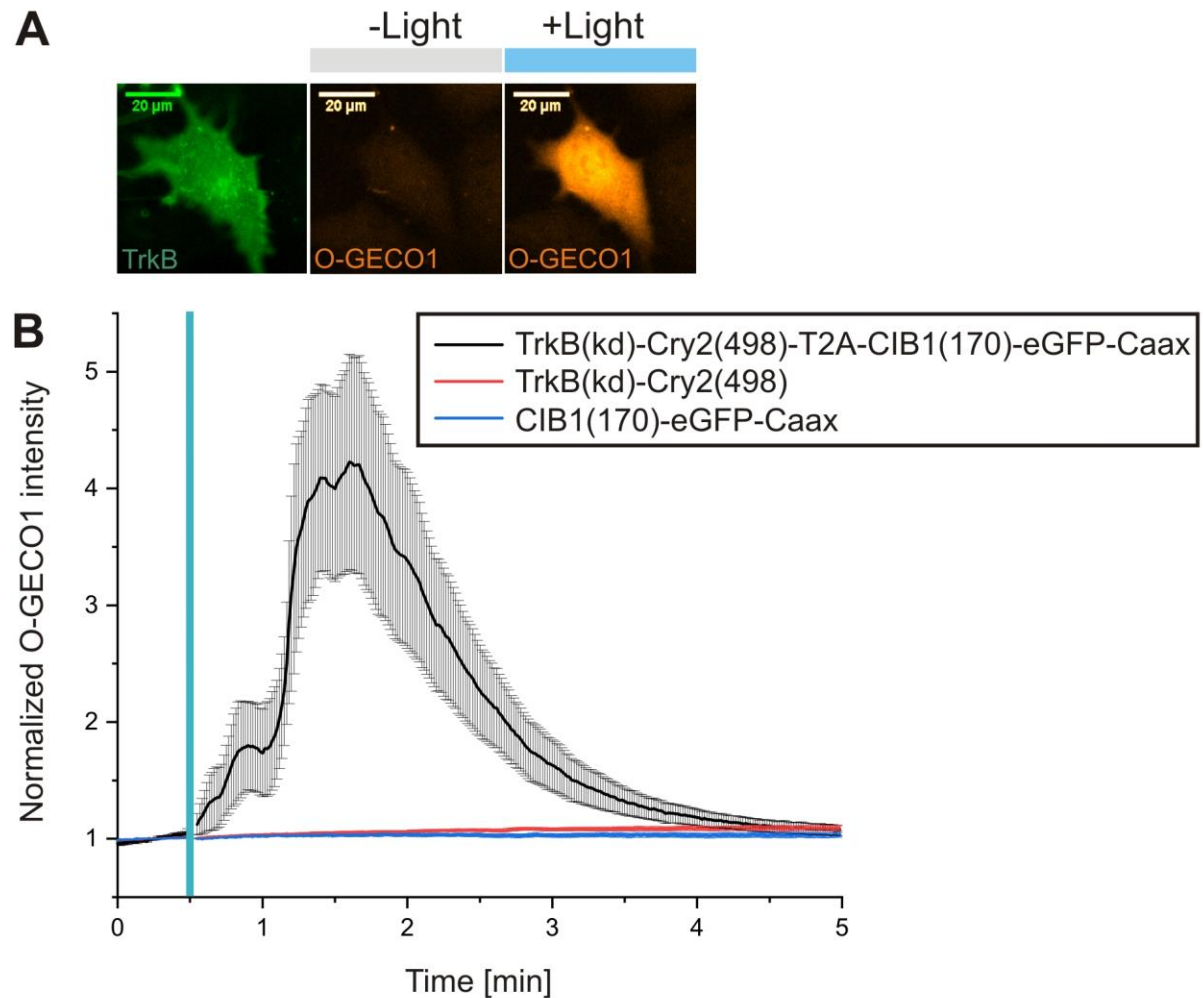 A
-Light
+Light
20 µm
20 µm
20 µm
TrkB
O-GECO1
O-GECO1
B
TrkB(kd)-Cry2(498)-T2A-CIB1(170)-eGFP-Caax
TrkB(kd)-Cry2(498)
CIB1(170)-eGFP-Caax
Normalized O-GECO1 intensity
5
4
3
2
1
0
1
2
3
4
5
Time [min]